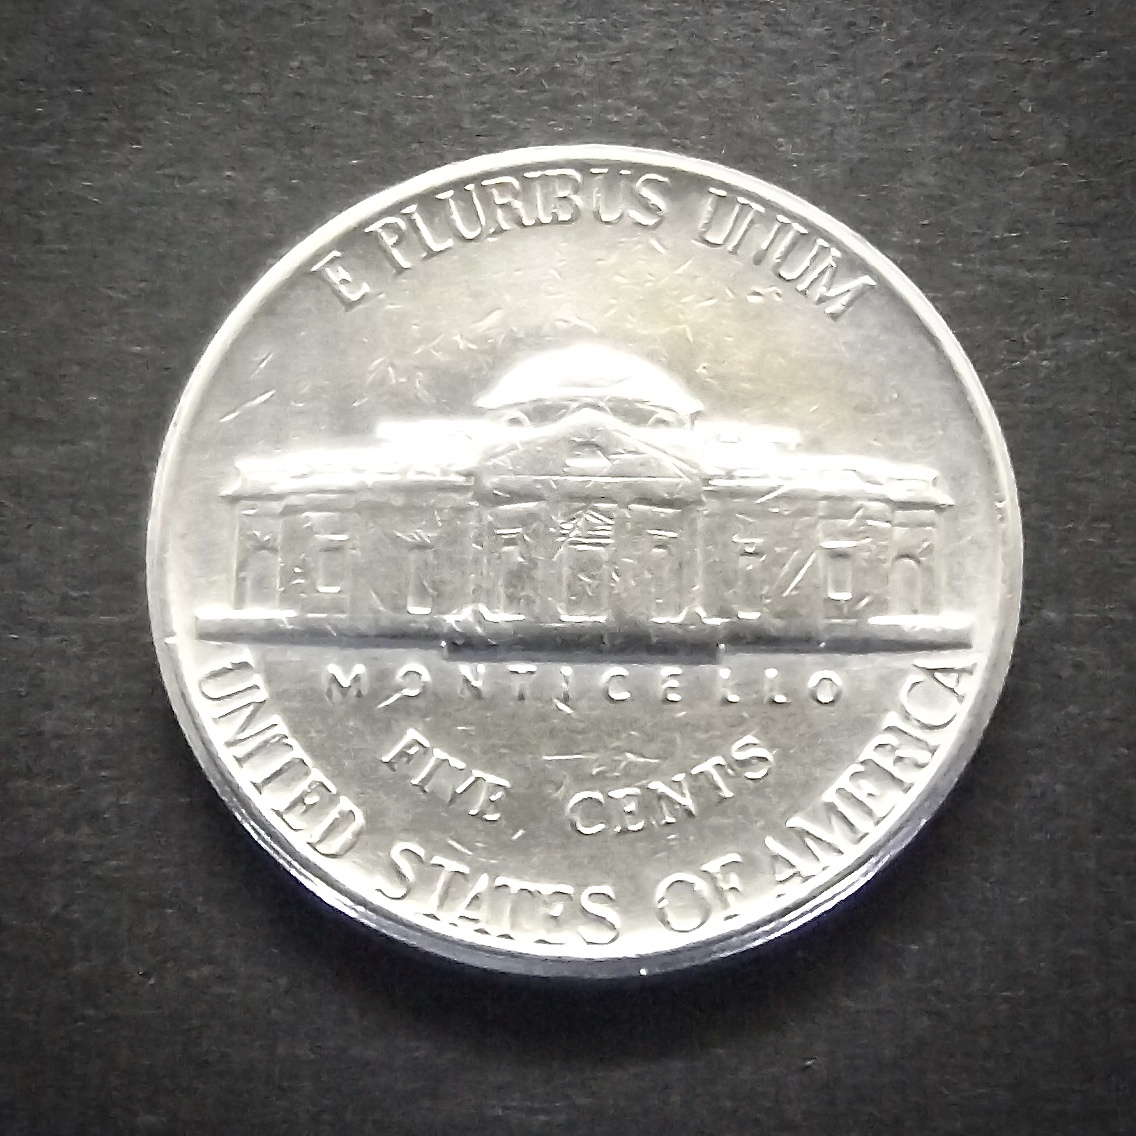 E PLURIBUS UNUM
MONTICELLO
FIVE CENTS
UNITED STATES OF AMERICA